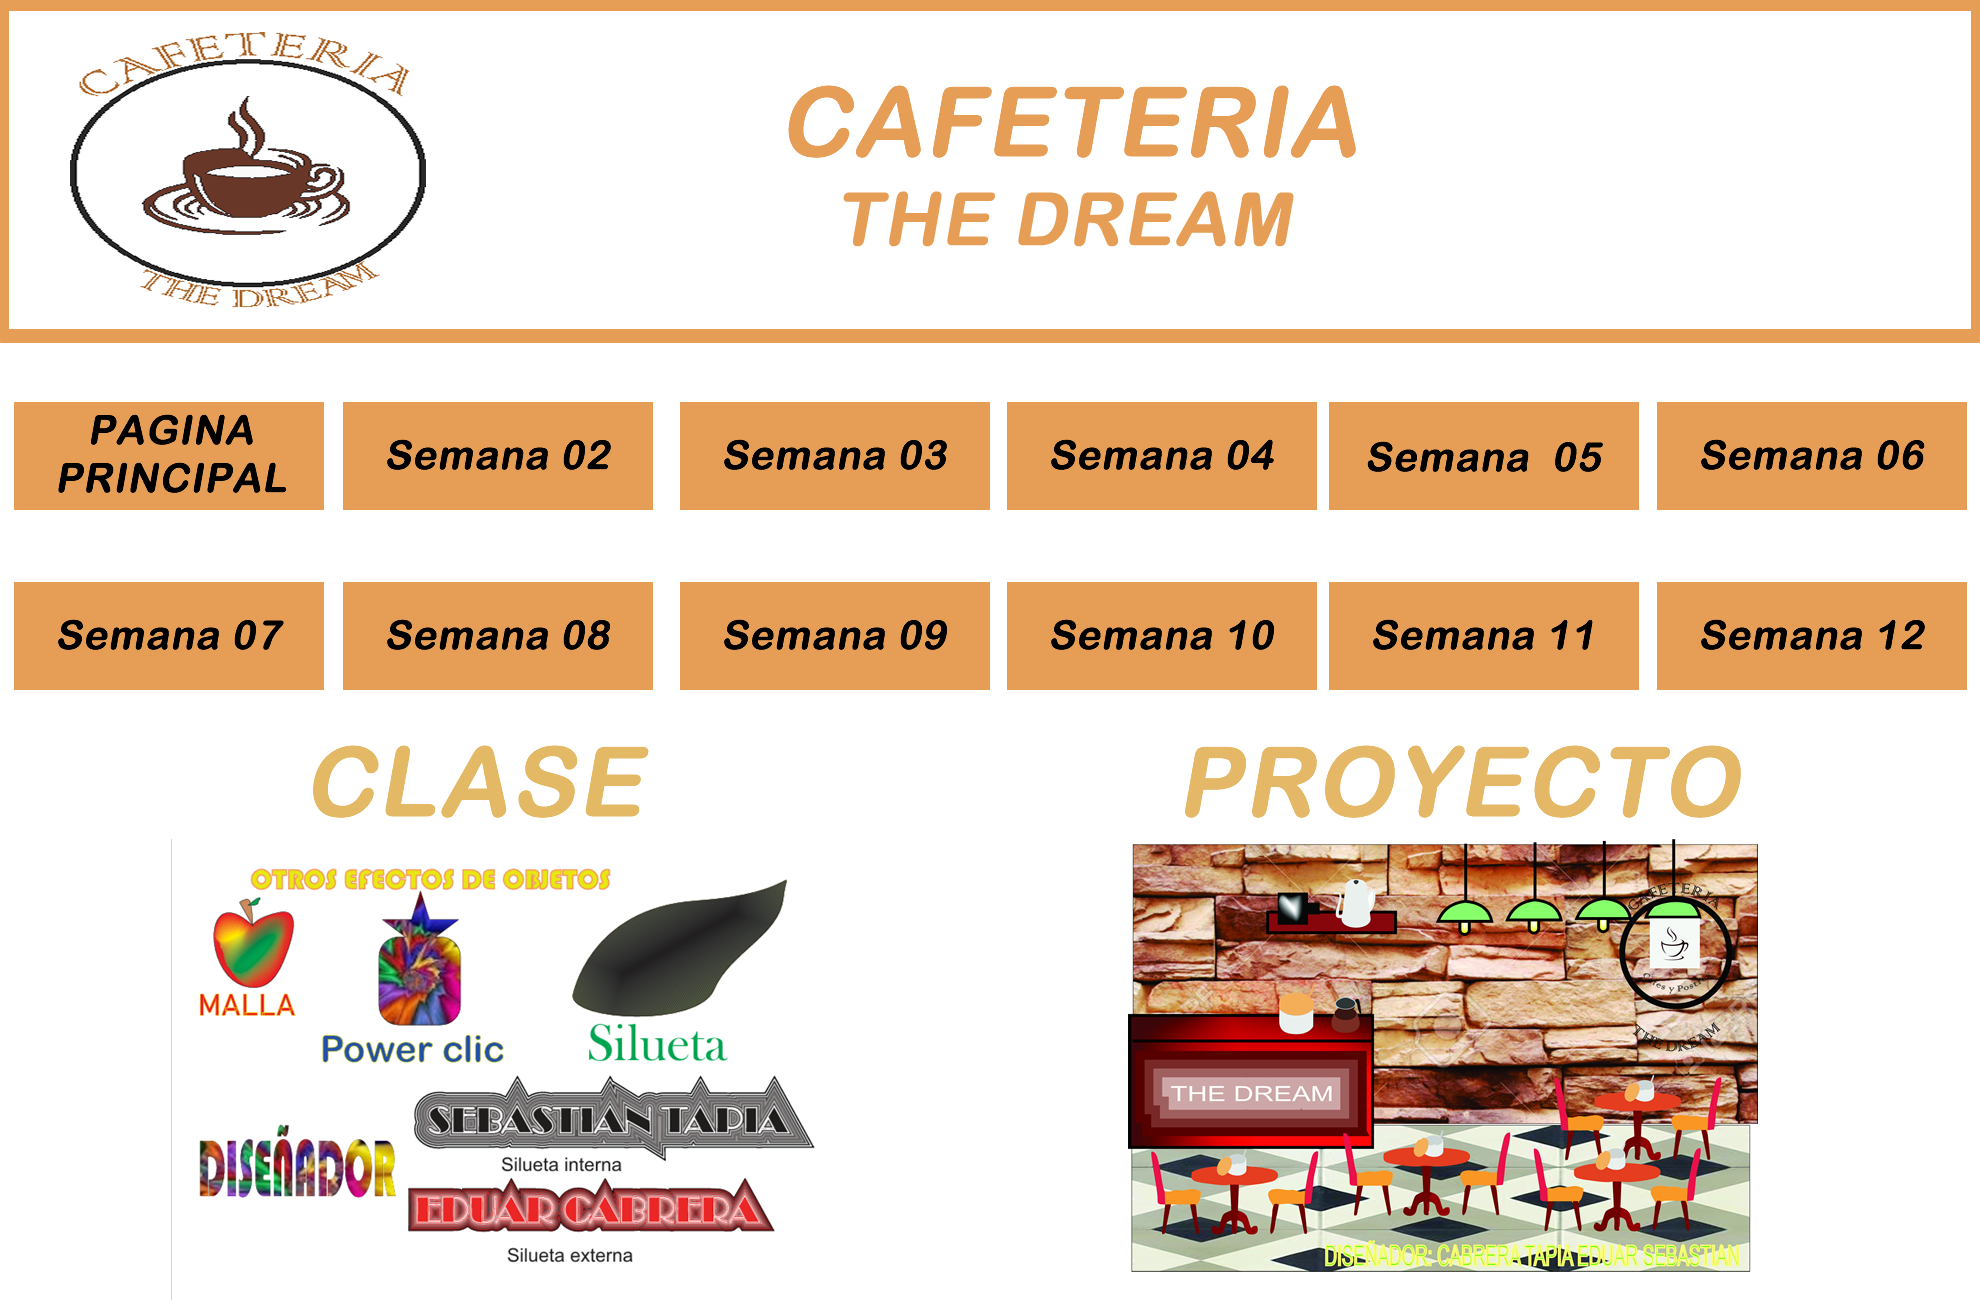 CAFETERIA
THE DREAM
CAFETERIA
THE DREAM
PAGINA
PRINCIPAL
Semana 02
Semana 03
Semana 04
Semana 05
Semana 06
Semana 07
Semana 08
Semana 09
Semana 10
Semana 11
Semana 12
CLASE
PROYECTO
OTROS EFECTOS DE OBJETOS
MALLA
Power clic
Silueta
SEBASTIAN TAPIA
Silueta interna
DISEÑADOR
EDUAR CABRERA
Silueta externa
CAFETERIA
THE DREAM
THE DREAM
DISEÑADOR: CABRERA TAPIA EDUAR SEBASTIAN